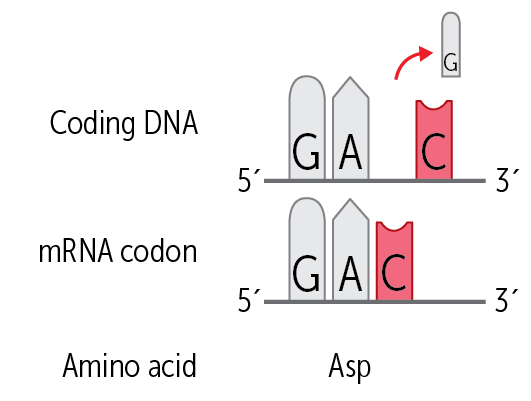 G
Coding DNA G A C
5´ 3´
mRNA codon G A C
5´ 3´
Amino acid Asp